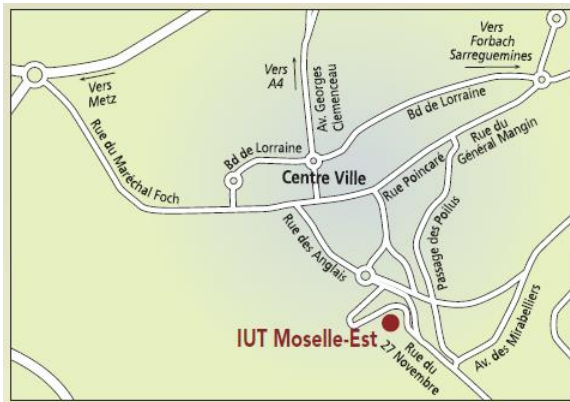 Vers
Forbach
Sarreguemines
Vers
A4
Av. Georges
Clemenceau
Vers
Metz
Bd de Lorraine
Rue du Maréchal Foch
Bd de Lorraine
Rue du
Général Mangin
Centre Ville
Rue Poincaré
Rue des Anglais
Passage des Poilus
IUT Moselle-Est
Rue du
27 Novembre
Av. des Mirabelliers